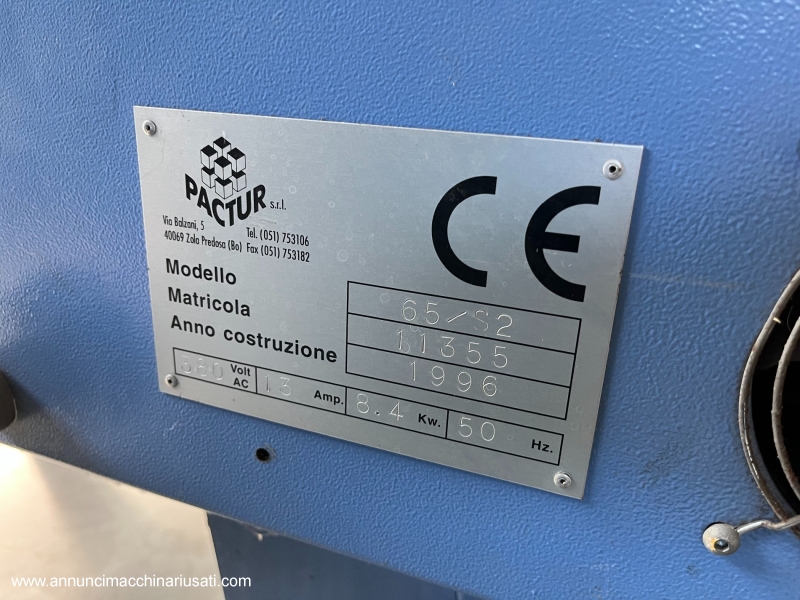 PACTUR s.r.l.
Via Balzani, 5 Tel. (051) 753106
40069 Zola Predosa (Bo) Fax (051) 753182
CE
Modello 65/S2
Matricola 11355
Anno costruzione 1996
380 Volt AC 13 Amp. 8.4 Kw. 50 Hz.
www.annuncimacchinariusati.com